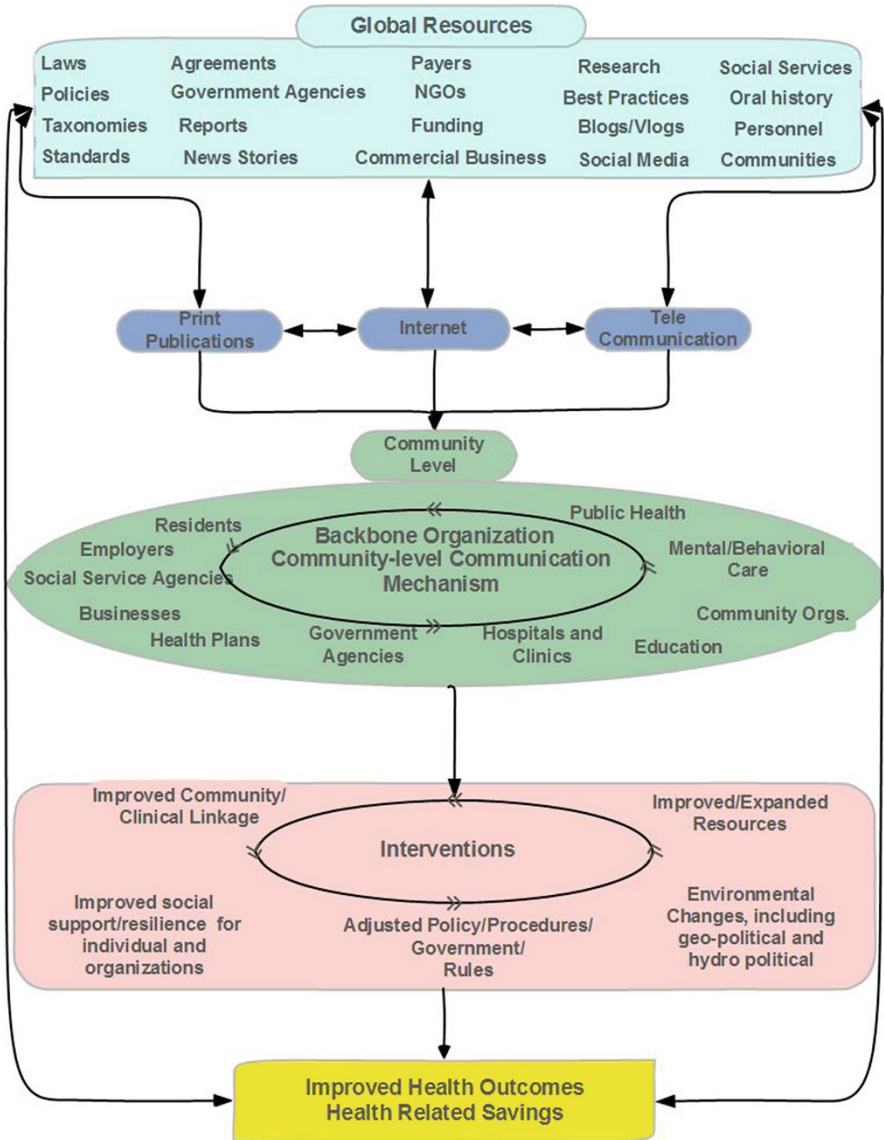 Global Resources
Laws
Policies
Taxonomies
Standards
Agreements
Government Agencies
Reports
News Stories
Payers
NGOs
Funding
Commercial Business
Research
Best Practices
Blogs/Vlogs
Social Media
Social Services
Oral history
Personnel
Communities
Print
Publications
Internet
Tele
Communication
Community
Level
Backbone Organization
Community-level Communication
Mechanism
Residents
Employers
Social Service Agencies
Businesses
Health Plans
Government
Agencies
Hospitals and
Clinics
Education
Community Orgs.
Mental/Behavioral
Care
Public Health
Interventions
Improved Community/
Clinical Linkage
Improved social
support/resilience for
individual and
organizations
Adjusted Policy/Procedures/
Government/
Rules
Environmental
Changes, including
geo-political and
hydro political
Improved/Expanded
Resources
Improved Health Outcomes
Health Related Savings